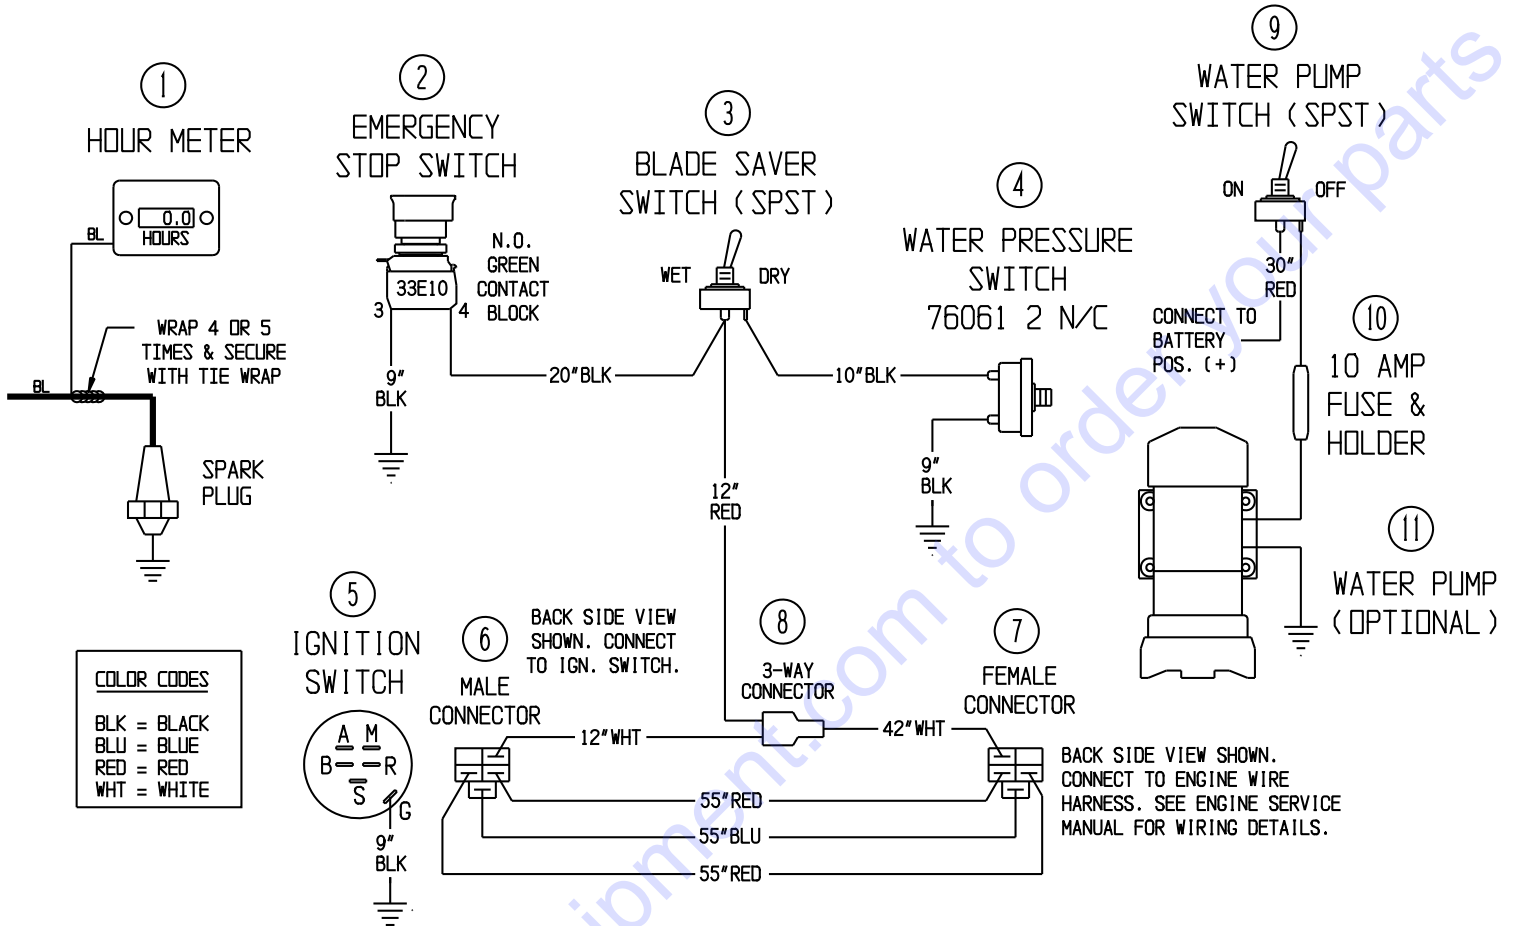 1
HOUR METER
0.0
HOURS
BL
WRAP 4 OR 5
TIMES & SECURE
WITH TIE WRAP
BL
SPARK
PLUG
2
EMERGENCY
STOP SWITCH
N.O.
GREEN
CONTACT
BLOCK
33E10
3
4
9" 
BLK
20"BLK
3
BLADE SAVER
SWITCH (SPST)
WET
DRY
10"BLK
12"
RED
4
WATER PRESSURE
SWITCH
76061 2 N/C
9"
BLK
9
WATER PUMP
SWITCH (SPST)
ON
OFF
30"
RED
CONNECT TO
BATTERY
POS. (+)
10
10 AMP
FUSE &
HOLDER
11
WATER PUMP
(OPTIONAL)
5
IGNITION
SWITCH
A M
B R
S
G
9"
BLK
6
MALE
CONNECTOR
BACK SIDE VIEW
SHOWN. CONNECT
TO IGN. SWITCH.
8
3-WAY
CONNECTOR
7
FEMALE
CONNECTOR
12"WHT
42"WHT
55"RED
55"BLU
55"RED
BACK SIDE VIEW SHOWN.
CONNECT TO ENGINE WIRE
HARNESS. SEE ENGINE SERVICE
MANUAL FOR WIRING DETAILS.
COLOR CODES
BLK = BLACK
BLU = BLUE
RED = RED
WHT = WHITE
ipment.com to order your parts